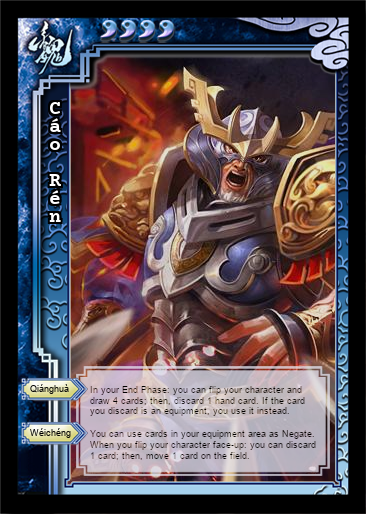 魏
Cáo Rén
Qiánghuà
In your End Phase: you can flip your character and
draw 4 cards; then, discard 1 hand card. If the card
you discard is an equipment, you use it instead.
Wéichéng
You can use cards in your equipment area as Negate.
When you flip your character face-up: you can discard
1 card; then, move 1 card on the field.